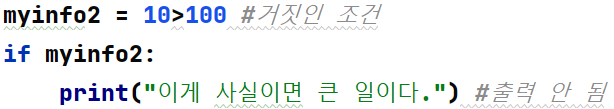 myinfo2 = 10>100 #거짓인 조건
if myinfo2:
    print("이게 사실이면 큰 일이다.") #출력 안 됨